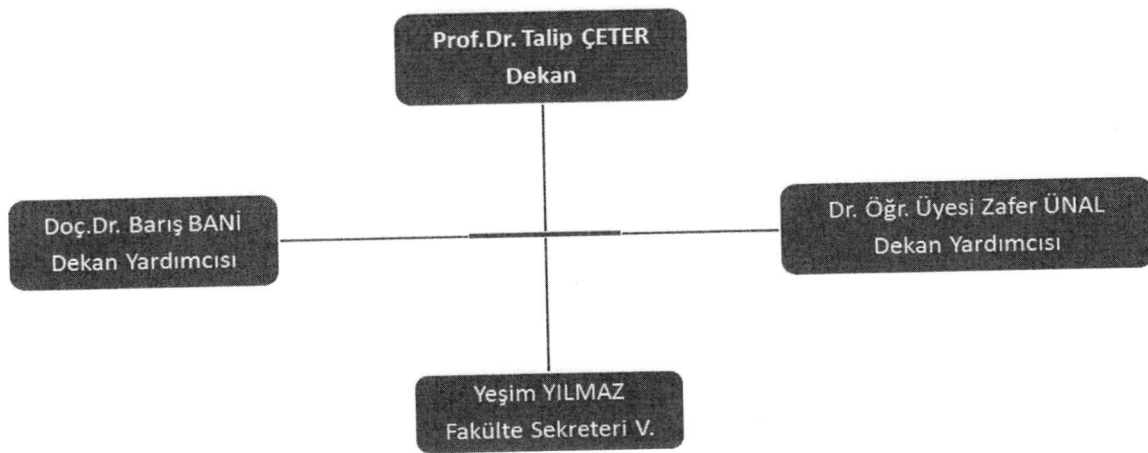 Prof.Dr. Talip ÇETER
Dekan
Doç.Dr. Barış BANİ
Dekan Yardımcısı
Dr. Öğr. Üyesi Zafer ÜNAL
Dekan Yardımcısı
Yeşim YILMAZ
Fakülte Sekreteri V.